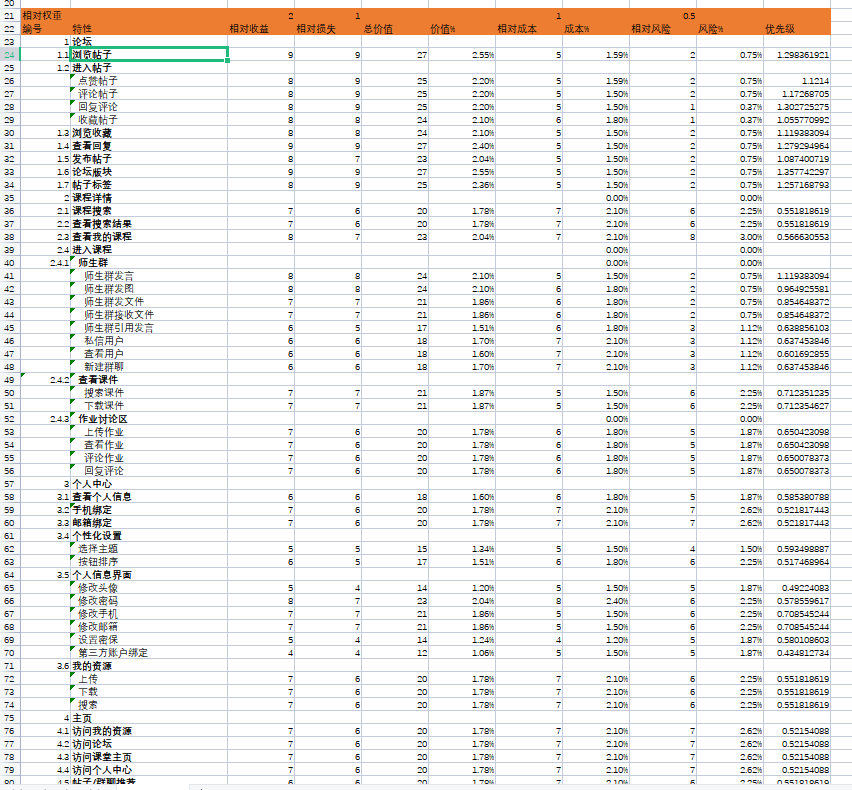 20
21 相对权重 2 1 1 0.5
22 编号 特性 相对收益 相对损失 总价值 价值% 相对成本 成本% 相对风险 风险% 优先级
23 1 论坛
24 1.1 浏览帖子 9 9 27 2.55% 5 1.59% 2 0.75% 1.298361921
25 1.2 进入帖子
26 点赞帖子 8 9 25 2.20% 5 1.59% 2 0.75% 1.1214
27 评论帖子 8 9 25 2.20% 5 1.50% 2 0.75% 1.17268705
28 回复评论 8 9 25 2.20% 5 1.50% 1 0.37% 1.302725275
29 收藏帖子 8 8 24 2.10% 6 1.80% 1 0.37% 1.055770992
30 1.3 浏览收藏 8 8 24 2.10% 5 1.50% 2 0.75% 1.119383094
31 1.4 查看回复 9 9 27 2.40% 5 1.50% 2 0.75% 1.279294964
32 1.5 发布帖子 8 7 23 2.04% 5 1.50% 2 0.75% 1.087400719
33 1.6 论坛版块 9 9 27 2.55% 5 1.50% 2 0.75% 1.357742297
34 1.7 帖子标签 8 9 25 2.36% 5 1.50% 2 0.75% 1.257168793
35 2 课程详情 0.00% 0.00%
36 2.1 课程搜索 7 6 20 1.78% 7 2.10% 6 2.25% 0.551818619
37 2.2 查看搜索结果 7 6 20 1.78% 7 2.10% 6 2.25% 0.551818619
38 2.3 查看我的课程 8 7 23 2.04% 7 2.10% 8 3.00% 0.566630553
39 2.4 进入课程 0.00% 0.00%
40 2.4.1 师生群 0.00% 0.00%
41 师生群发言 8 8 24 2.10% 5 1.50% 2 0.75% 1.119383094
42 师生群发图 8 8 24 2.10% 6 1.80% 2 0.75% 0.964925581
43 师生群发文件 7 7 21 1.86% 6 1.80% 2 0.75% 0.854648372
44 师生群接收文件 7 7 21 1.86% 6 1.80% 2 0.75% 0.854648372
45 师生群引用发言 6 5 17 1.51% 6 1.80% 3 1.12% 0.638856103
46 私信用户 6 6 18 1.70% 7 2.10% 3 1.12% 0.637453846
47 查看用户 6 6 18 1.60% 7 2.10% 3 1.12% 0.601692855
48 新建群聊 6 6 18 1.70% 7 2.10% 3 1.12% 0.637453846
49 2.4.2 查看课件
50 搜索课件 7 7 21 1.87% 5 1.50% 6 2.25% 0.712351235
51 下载课件 7 7 21 1.87% 5 1.50% 6 2.25% 0.712354627
52 2.4.3 作业讨论区 0.00% 0.00%
53 上传作业 7 6 20 1.78% 6 1.80% 5 1.87% 0.650423098
54 查看作业 7 6 20 1.78% 6 1.80% 5 1.87% 0.650423098
55 评论作业 7 6 20 1.78% 6 1.80% 5 1.87% 0.650078373
56 回复评论 7 6 20 1.78% 6 1.80% 5 1.87% 0.650078373
57 3 个人中心
58 3.1 查看个人信息 6 6 18 1.60% 6 1.80% 5 1.87% 0.585380788
59 3.2 手机绑定 7 6 20 1.78% 7 2.10% 7 2.62% 0.521817443
60 3.3 邮箱绑定 7 6 20 1.78% 7 2.10% 7 2.62% 0.521817443
61 3.4 个性化设置
62 选择主题 5 5 15 1.34% 5 1.50% 4 1.50% 0.593498887
63 按钮排序 6 5 17 1.51% 6 1.80% 6 2.25% 0.517468964
64 3.5 个人信息界面
65 修改头像 5 4 14 1.20% 5 1.50% 5 1.87% 0.49224083
66 修改密码 8 7 23 2.04% 8 2.40% 6 2.25% 0.578559617
67 修改手机 7 7 21 1.86% 5 1.50% 6 2.25% 0.708545244
68 修改邮箱 7 7 21 1.86% 5 1.50% 6 2.25% 0.708545244
69 设置密保 5 4 14 1.24% 4 1.20% 5 1.87% 0.580108603
70 第三方账户绑定 4 4 12 1.06% 5 1.50% 5 1.87% 0.434812734
71 3.6 我的资源
72 上传 7 6 20 1.78% 7 2.10% 6 2.25% 0.551818619
73 下载 7 6 20 1.78% 7 2.10% 6 2.25% 0.551818619
74 搜索 7 6 20 1.78% 7 2.10% 6 2.25% 0.551818619
75 4 主页
76 4.1 访问我的资源 7 6 20 1.78% 7 2.10% 7 2.62% 0.52154088
77 4.2 访问论坛 7 6 20 1.78% 7 2.10% 7 2.62% 0.52154088
78 4.3 访问课堂主页 7 6 20 1.78% 7 2.10% 7 2.62% 0.52154088
79 4.4 访问个人中心 7 6 20 1.78% 7 2.10% 7 2.62% 0.52154088
80 4.5 帖子/群聊推荐 7 6 20 1.78% 7 2.10% 6 2.25% 0.551818619